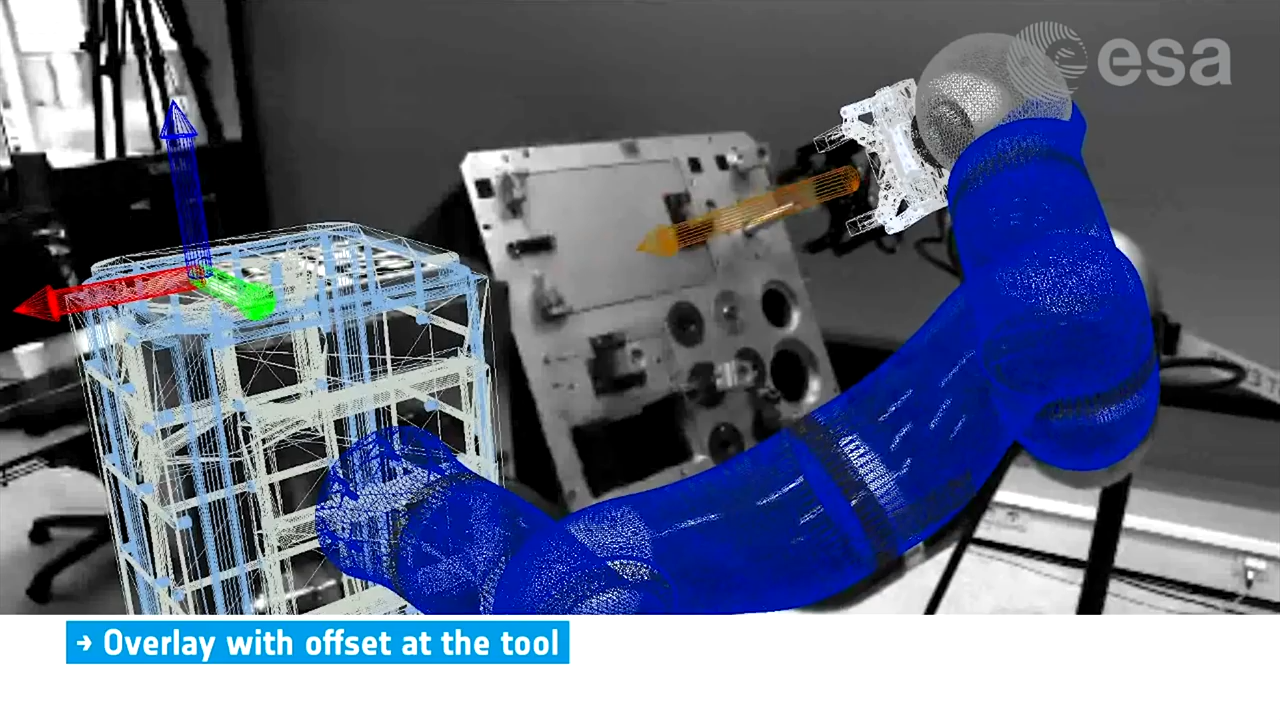 esa
→ Overlay with offset at the tool